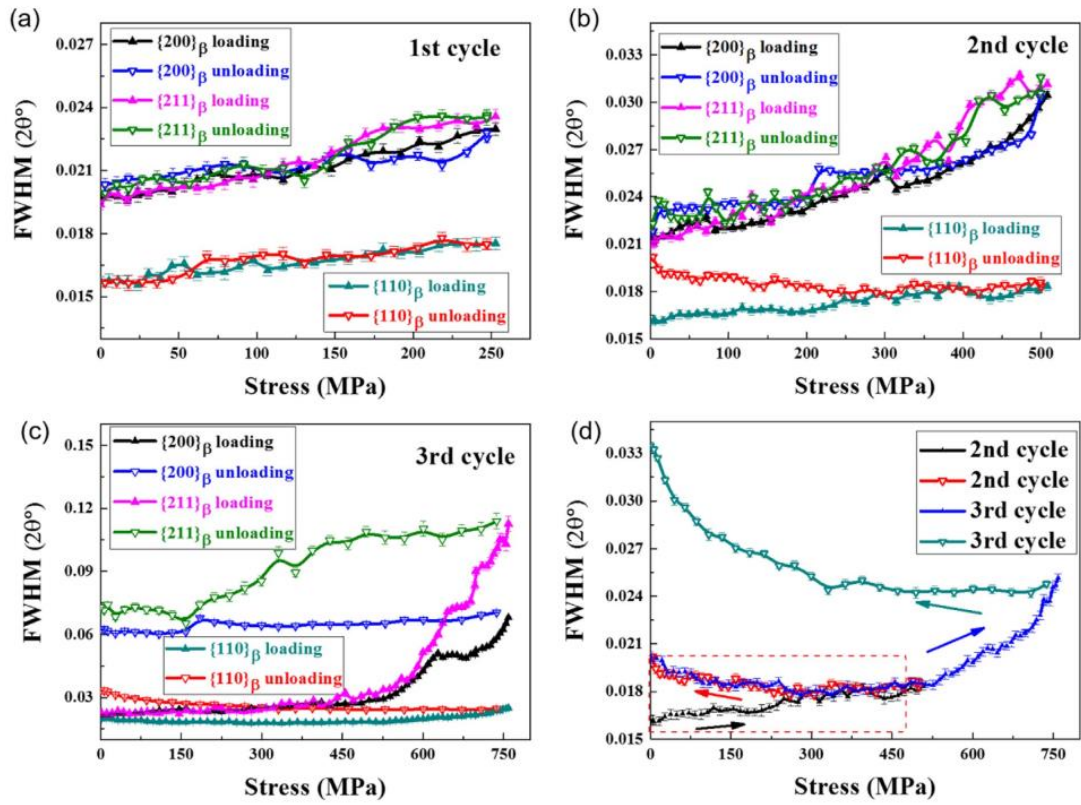 (a)
{200}β loading
{200}β unloading
{211}β loading
{211}β unloading
1st cycle
0.027
0.024
0.021
0.018
0.015
FWHM (2θ°)
{110}β loading
{110}β unloading
0 50 100 150 200 250
Stress (MPa)
(b)
{200}β loading
{200}β unloading
{211}β loading
{211}β unloading
2nd cycle
0.033
0.030
0.027
0.024
0.021
0.018
0.015
FWHM (2θ°)
{110}β loading
{110}β unloading
0 100 200 300 400 500
Stress (MPa)
(c)
{200}β loading
{200}β unloading
{211}β loading
{211}β unloading
3rd cycle
0.15
0.12
0.09
0.06
0.03
FWHM (2θ°)
{110}β loading
{110}β unloading
0 150 300 450 600 750
Stress (MPa)
(d)
2nd cycle
2nd cycle
3rd cycle
3rd cycle
0.033
0.030
0.027
0.024
0.021
0.018
0.015
FWHM (2θ°)
0 150 300 450 600 750
Stress (MPa)